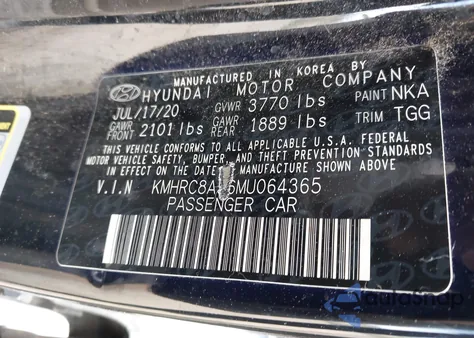 MANUFACTURED IN KOREA BY
HYUNDAI MOTOR COMPANY
JUL/17/20 GVWR 3770 lbs PAINT NKA
GAWR FRONT 2101 lbs GAWR REAR 1889 lbs TRIM TGG
THIS VEHICLE CONFORMS TO ALL APPLICABLE U.S.A. FEDERAL
MOTOR VEHICLE SAFETY, BUMPER, AND THEFT PREVENTION STANDARDS
IN EFFECT ON THE DATE OF MANUFACTURE SHOWN ABOVE
V.I.N
PASSENGER CAR
autosnap